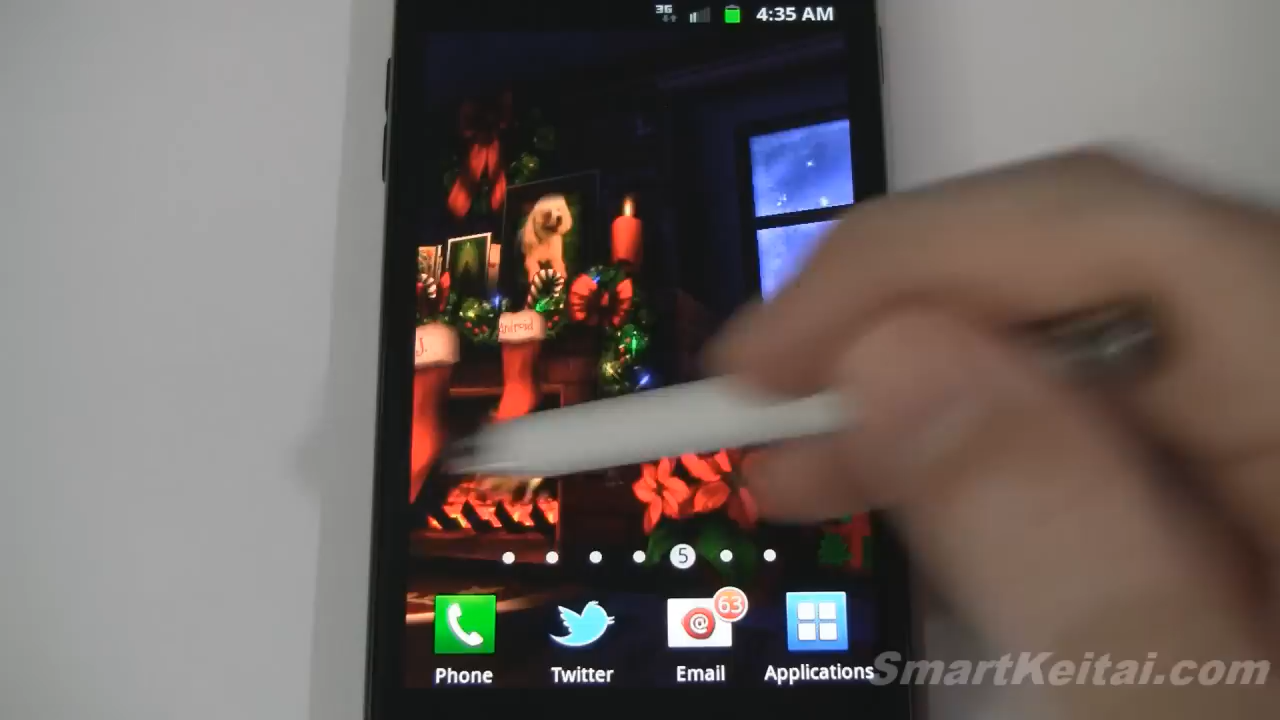 3G
4:35 AM
J.
Android
5
63
@
Phone
Twitter
Email
Applications
SmartKeitai.com